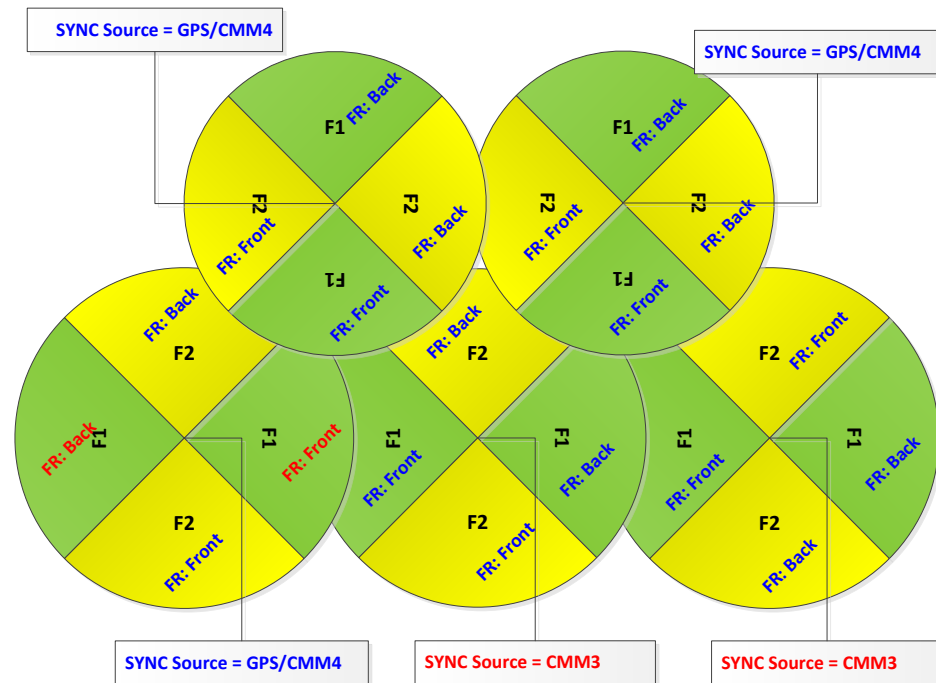 SYNC Source = GPS/CMM4
SYNC Source = GPS/CMM4
FR: Back
F1
F2
FR: Front
F2
FR: Back
F1
FR: Front
F1
FR: Back
F2
FR: Front
F2
FR: Back
F1
FR: Front
FR: Back
F2
F1
FR: Back
F1
FR: Front
F2
FR: Front
FR: Back
F2
F1
FR: Front
F1
FR: Back
F2
FR: Front
F2
FR: Front
F1
FR: Front
F1
FR: Back
F2
FR: Back
SYNC Source = GPS/CMM4
SYNC Source = CMM3
SYNC Source = CMM3